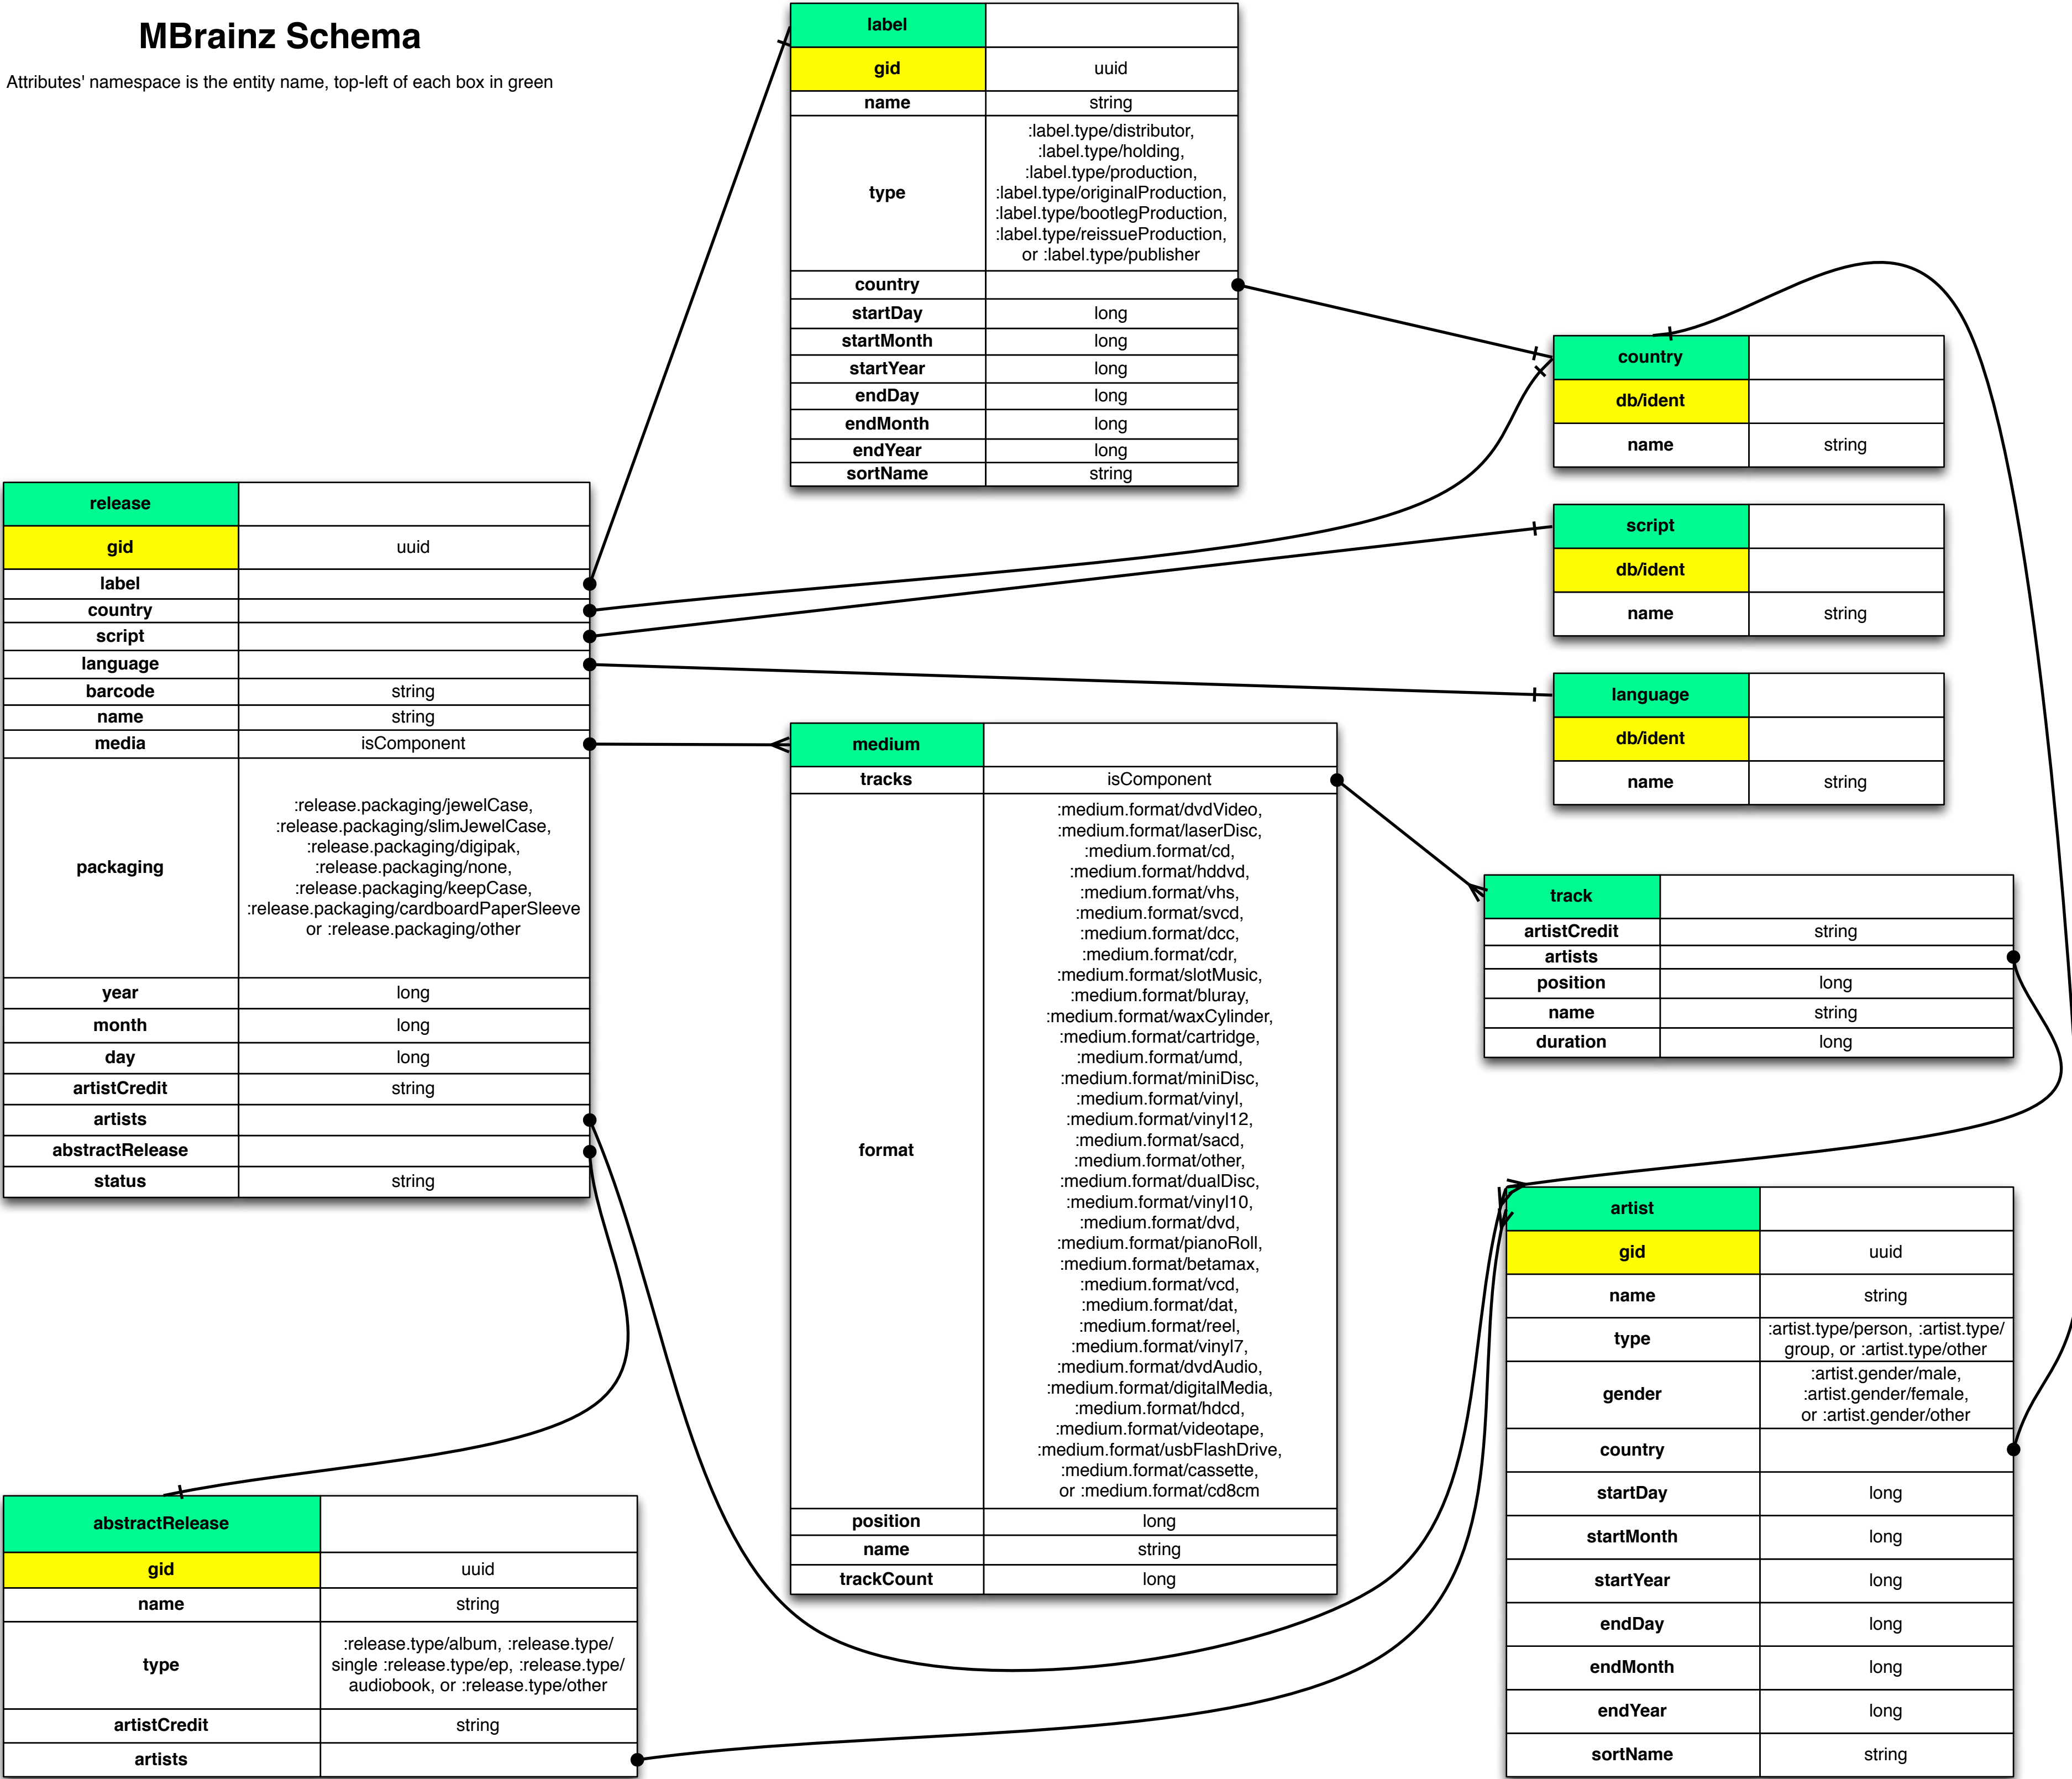 MBrainz Schema
Attributes' namespace is the entity name, top-left of each box in green
label
gid uuid
name string
type
:label.type/distributor,
:label.type/holding,
:label.type/production,
:label.type/originalProduction,
:label.type/bootlegProduction,
:label.type/reissueProduction,
or :label.type/publisher
country
startDay long
startMonth long
startYear long
endDay long
endMonth long
endYear long
sortName string
country
db/ident
name string
script
db/ident
name string
language
db/ident
name string
release
gid uuid
label
country
script
language
barcode string
name string
media isComponent
packaging
:release.packaging/jewelCase,
:release.packaging/slimJewelCase,
:release.packaging/digipak,
:release.packaging/none,
:release.packaging/keepCase,
:release.packaging/cardboardPaperSleeve
or :release.packaging/other
year long
month long
day long
artistCredit string
artists
abstractRelease
status string
medium
tracks isComponent
format
:medium.format/dvdVideo,
:medium.format/laserDisc,
:medium.format/cd,
:medium.format/hddvd,
:medium.format/vhs,
:medium.format/svcd,
:medium.format/dcc,
:medium.format/cdr,
:medium.format/slotMusic,
:medium.format/bluray,
:medium.format/waxCylinder,
:medium.format/cartridge,
:medium.format/umd,
:medium.format/miniDisc,
:medium.format/vinyl,
:medium.format/vinyl12,
:medium.format/sacd,
:medium.format/other,
:medium.format/dualDisc,
:medium.format/vinyl10,
:medium.format/dvd,
:medium.format/pianoRoll,
:medium.format/betamax,
:medium.format/vcd,
:medium.format/dat,
:medium.format/reel,
:medium.format/vinyl7,
:medium.format/dvdAudio,
:medium.format/digitalMedia,
:medium.format/hdcd,
:medium.format/videotape,
:medium.format/usbFlashDrive,
:medium.format/cassette,
or :medium.format/cd8cm
position long
name string
trackCount long
track
artistCredit string
artists
position long
name string
duration long
artist
gid uuid
name string
type
:artist.type/person, :artist.type/
group, or :artist.type/other
gender
:artist.gender/male,
:artist.gender/female,
or :artist.gender/other
country
startDay long
startMonth long
startYear long
endDay long
endMonth long
endYear long
sortName string
abstractRelease
gid uuid
name string
type
:release.type/album, :release.type/
single :release.type/ep, :release.type/
audiobook, or :release.type/other
artistCredit string
artists